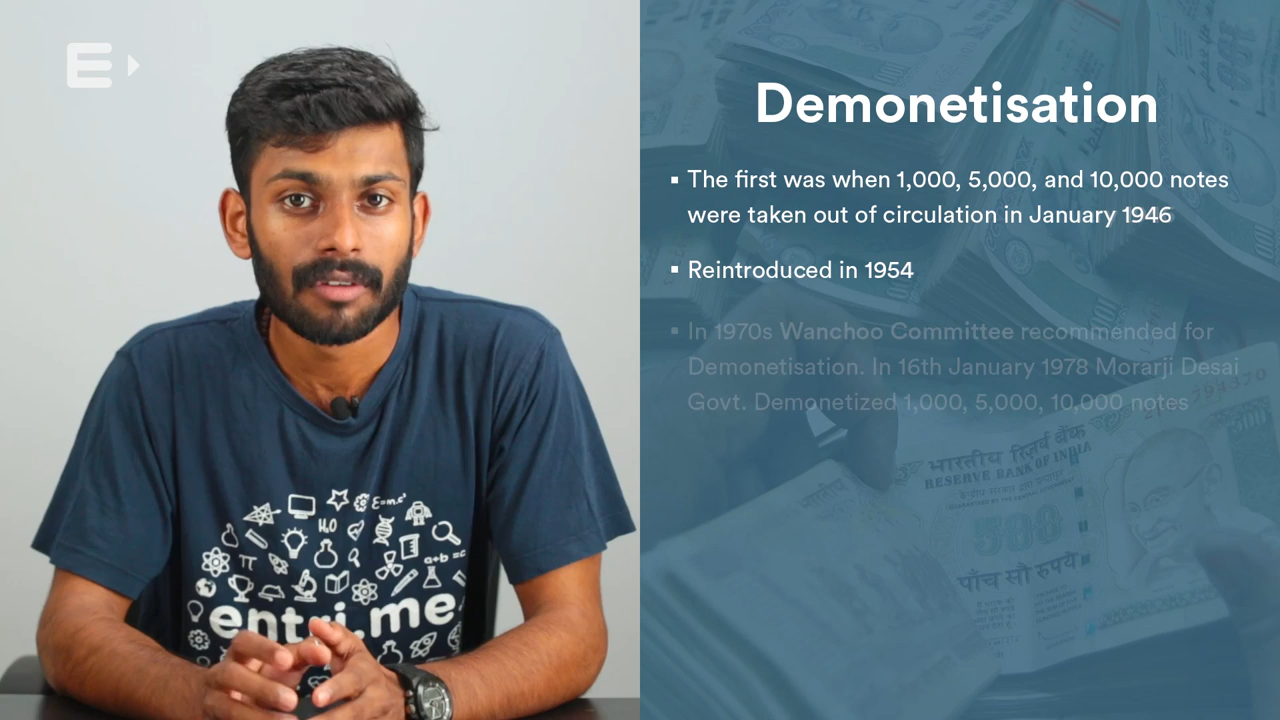 Demonetisation
▪ The first was when 1,000, 5,000, and 10,000 notes
were taken out of circulation in January 1946
▪ Reintroduced in 1954
▪ In 1970s Wanchoo Committee recommended for
Demonetisation. In 16th January 1978 Morarji Desai
Govt. Demonetized 1,000, 5,000, 10,000 notes
भारतीय रिज़र्व बैंक
RESERVE BANK OF INDIA
500
पाँच सौ रुपये
E=mc²
H₂O
a+b=c
entri.me